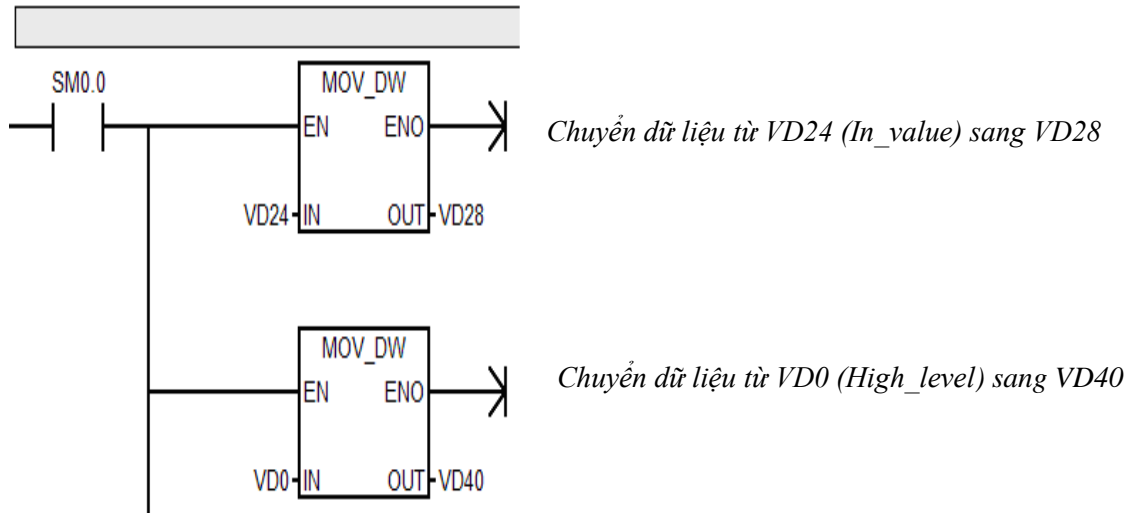 SM0.0
MOV_DW
EN ENO
Chuyển dữ liệu từ VD24 (In_value) sang VD28
VD24 IN OUT VD28
MOV_DW
EN ENO
Chuyển dữ liệu từ VD0 (High_level) sang VD40
VD0 IN OUT VD40